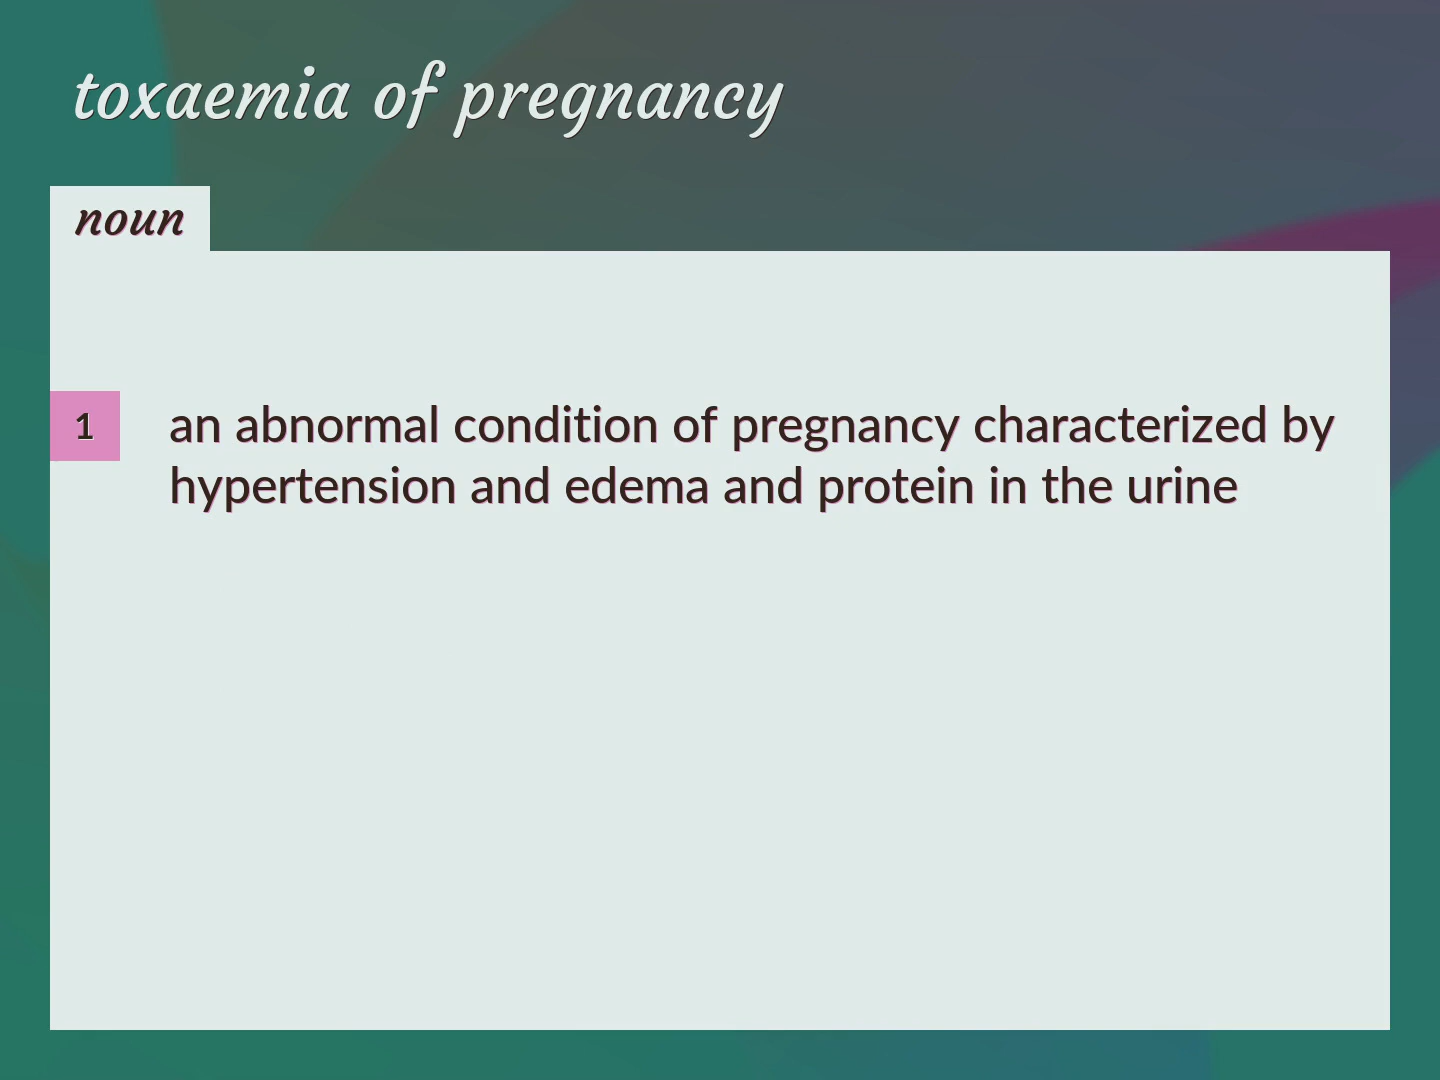 toxaemia of pregnancy
noun
1
an abnormal condition of pregnancy characterized by
hypertension and edema and protein in the urine